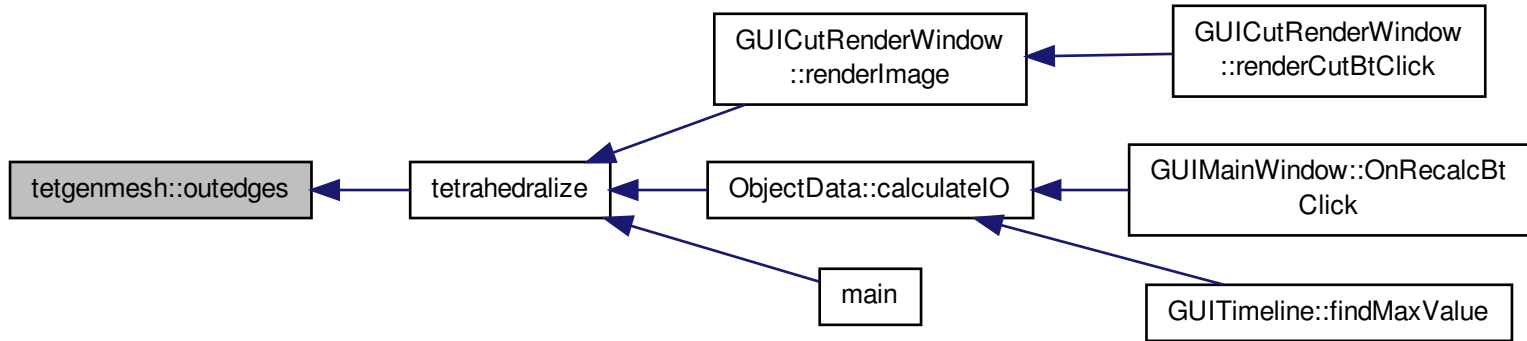 tetgenmesh::outedges
tetrahedralize
GUICutRenderWindow
::renderImage
GUICutRenderWindow
::renderCutBtClick
ObjectData::calculateIO
GUIMainWindow::OnRecalcBt
Click
main
GUITimeline::findMaxValue